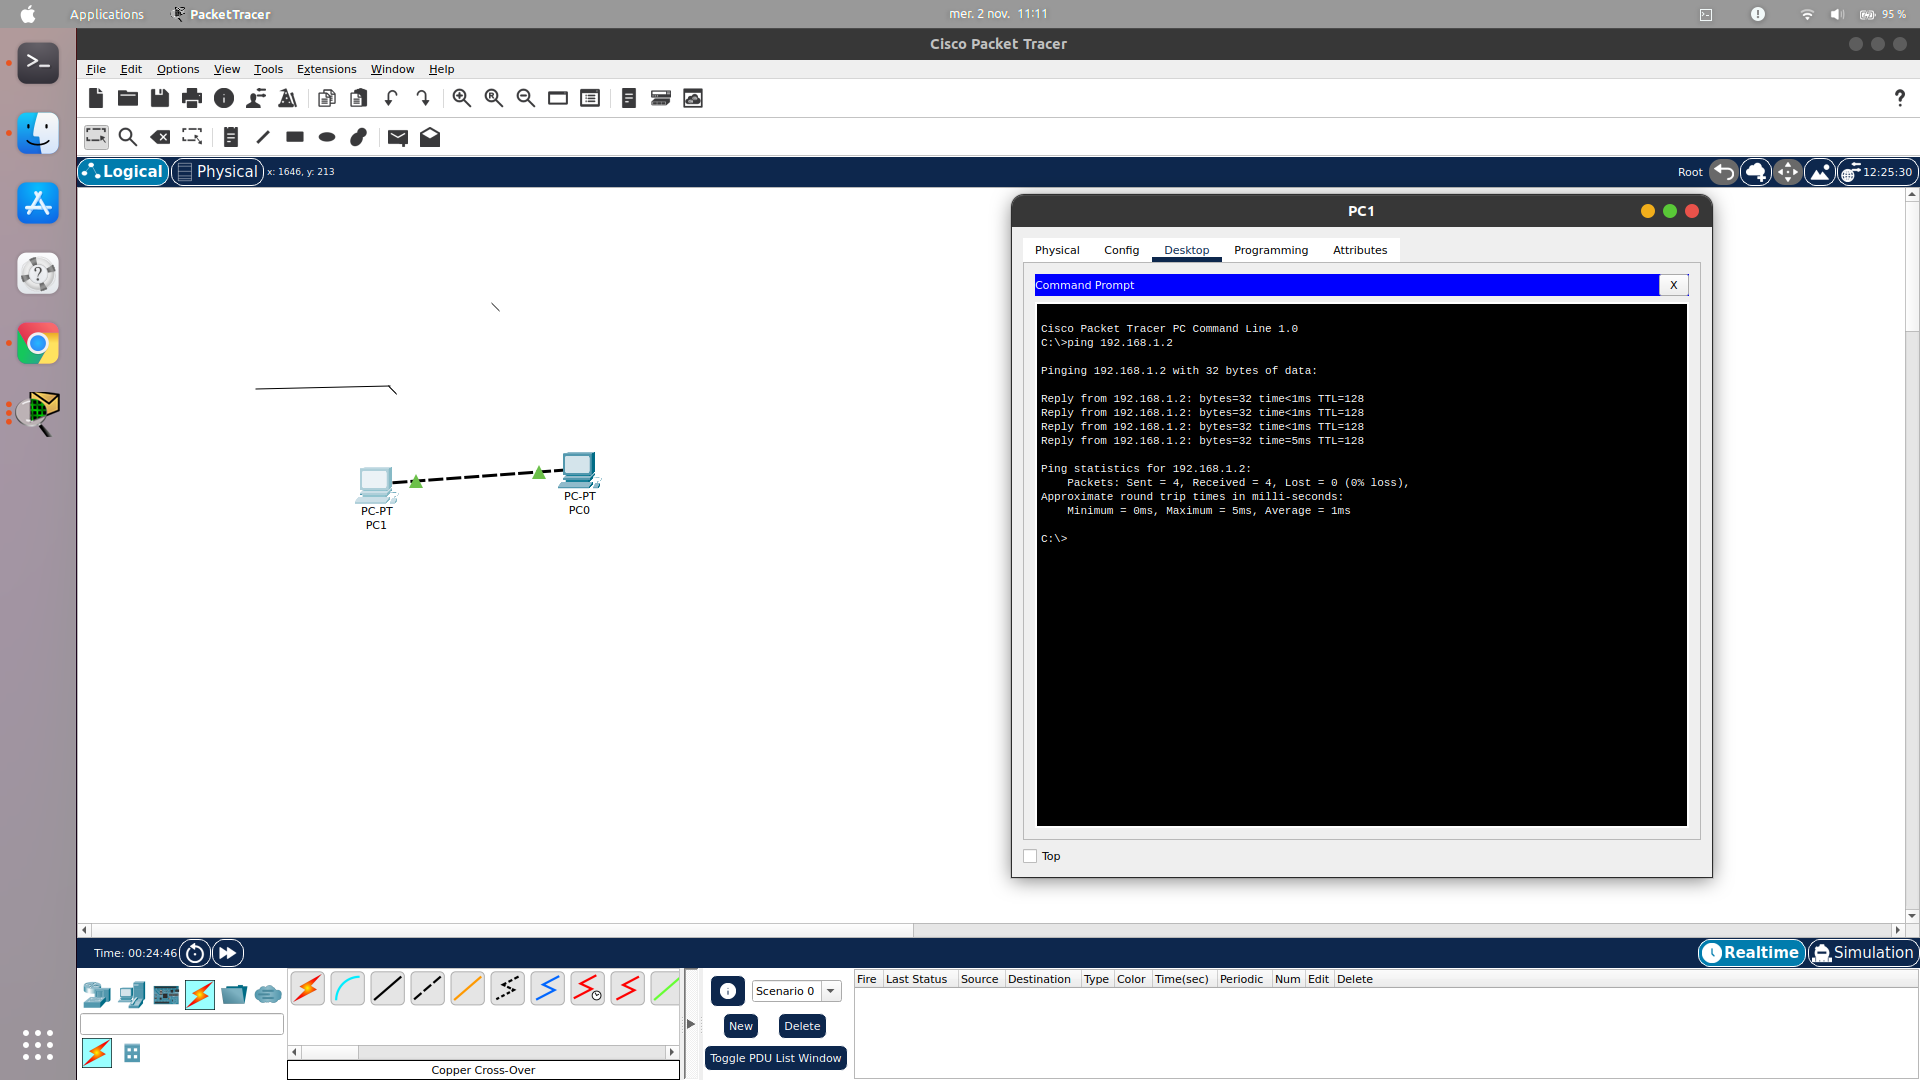 Applications PacketTracer mer. 2 nov. 11:11 95 %
Cisco Packet Tracer
File Edit Options View Tools Extensions Window Help
Logical Physical x: 1646, y: 213 Root 12:25:30
PC1
Physical Config Desktop Programming Attributes
Command Prompt X
Cisco Packet Tracer PC Command Line 1.0
C:\>ping 192.168.1.2
Pinging 192.168.1.2 with 32 bytes of data:
Reply from 192.168.1.2: bytes=32 time<1ms TTL=128
Reply from 192.168.1.2: bytes=32 time<1ms TTL=128
Reply from 192.168.1.2: bytes=32 time<1ms TTL=128
Reply from 192.168.1.2: bytes=32 time=5ms TTL=128
Ping statistics for 192.168.1.2:
Packets: Sent = 4, Received = 4, Lost = 0 (0% loss),
Approximate round trip times in milli-seconds:
Minimum = 0ms, Maximum = 5ms, Average = 1ms
C:\>
Top
PC-PT
PC1
PC-PT
PC0
Time: 00:24:46 Realtime Simulation
Scenario 0
New Delete
Toggle PDU List Window
Fire Last Status Source Destination Type Color Time(sec) Periodic Num Edit Delete
Copper Cross-Over